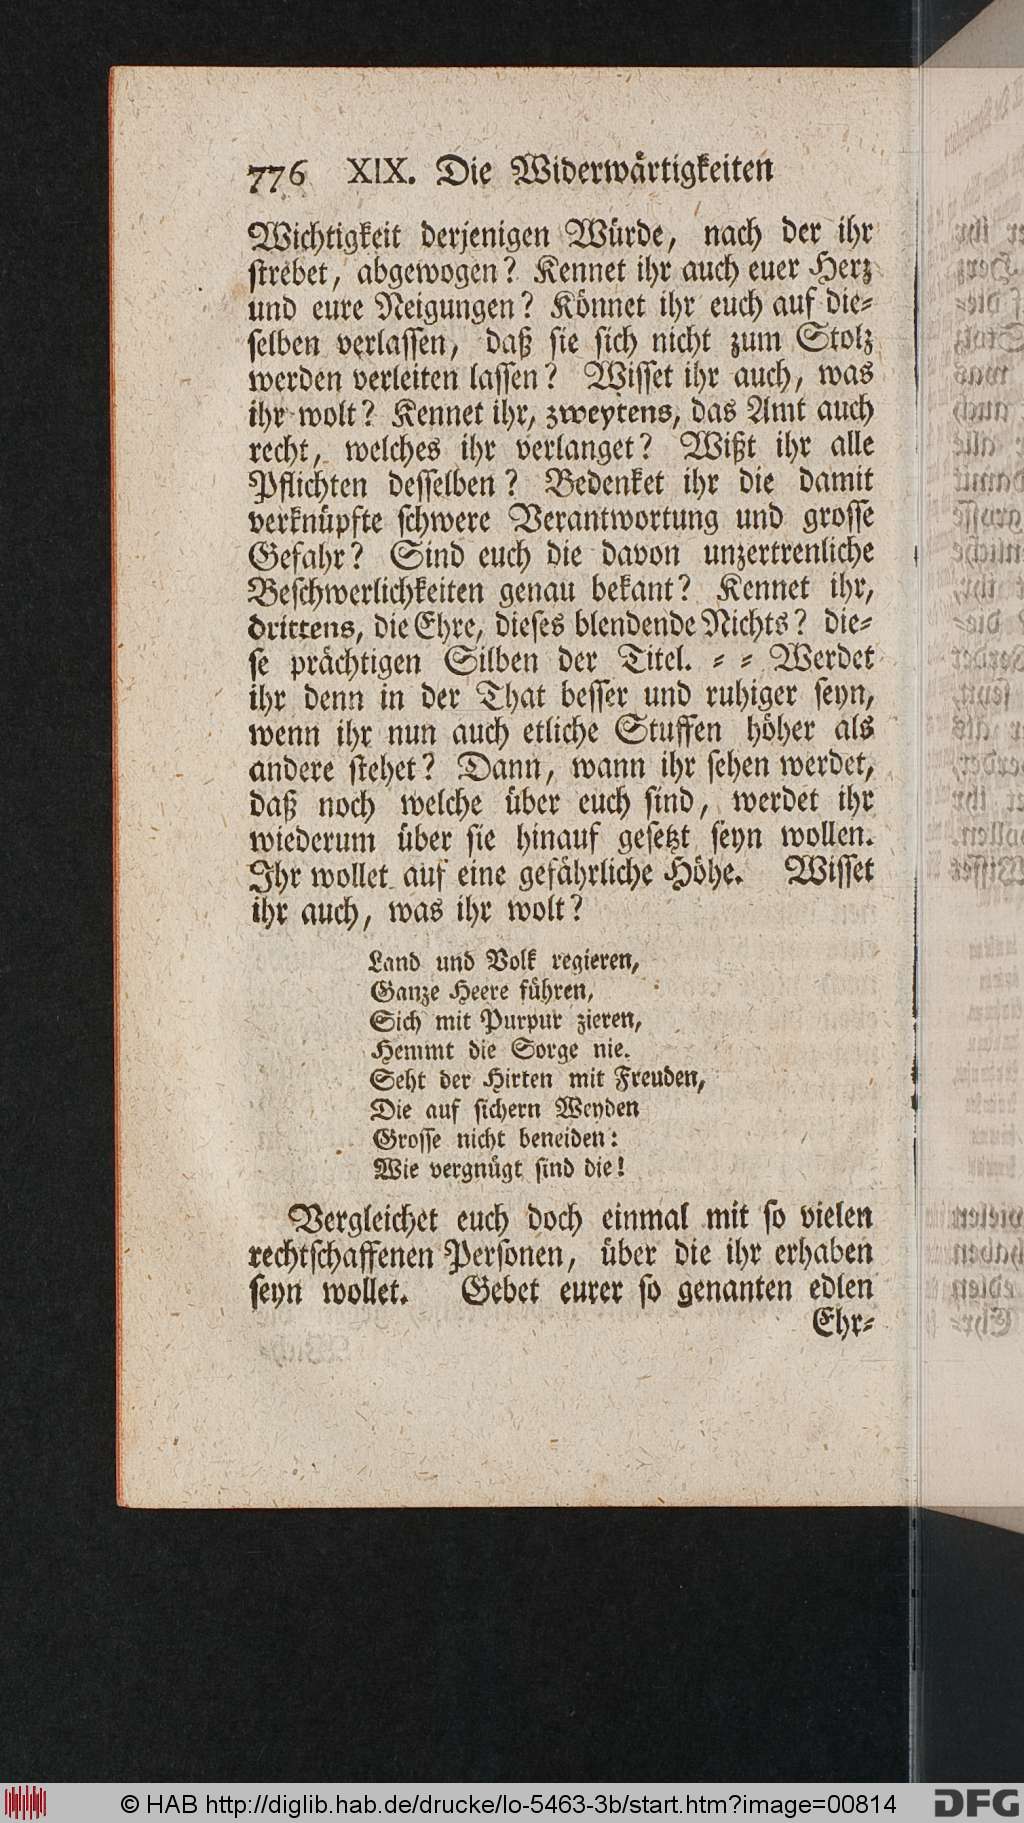 776 XIX. Die Widerwärtigkeiten
Wichtigkeit derjenigen Würde, nach der ihr
strebet, abgewogen? Kennet ihr auch euer Herz
und eure Neigungen? Könnet ihr euch auf die=
selben verlassen, daß sie sich nicht zum Stolz
werden verleiten lassen? Wisset ihr auch, was
ihr wolt? Kennet ihr, zweytens, das Amt auch
recht, welches ihr verlanget? Wißt ihr alle
Pflichten desselben? Bedenket ihr die damit
verknüpfte schwere Verantwortung und grosse
Gefahr? Sind euch die davon unzertrenliche
Beschwerlichkeiten genau bekant? Kennet ihr,
drittens, die Ehre, dieses blendende Nichts? die=
se prächtigen Silben der Titel. = = Werdet
ihr denn in der That besser und ruhiger seyn,
wenn ihr nun auch etliche Stuffen höher als
andere stehet? Dann, wann ihr sehen werdet,
daß noch welche über euch sind, werdet ihr
wiederum über sie hinauf gesetzt seyn wollen.
Ihr wollet auf eine gefährliche Höhe. Wisset
ihr auch, was ihr wolt?
Land und Volk regieren,
Ganze Heere führen,
Sich mit Purpur zieren,
Hemmt die Sorge nie.
Seht der Hirten mit Freuden,
Die auf sichern Weyden
Grosse nicht beneiden:
Wie vergnügt sind die!
Vergleichet euch doch einmal mit so vielen
rechtschaffenen Personen, über die ihr erhaben
seyn wollet. Gebet eurer so genanten edlen
Ehr=
© HAB http://diglib.hab.de/drucke/lo-5463-3b/start.htm?image=00814
DFG